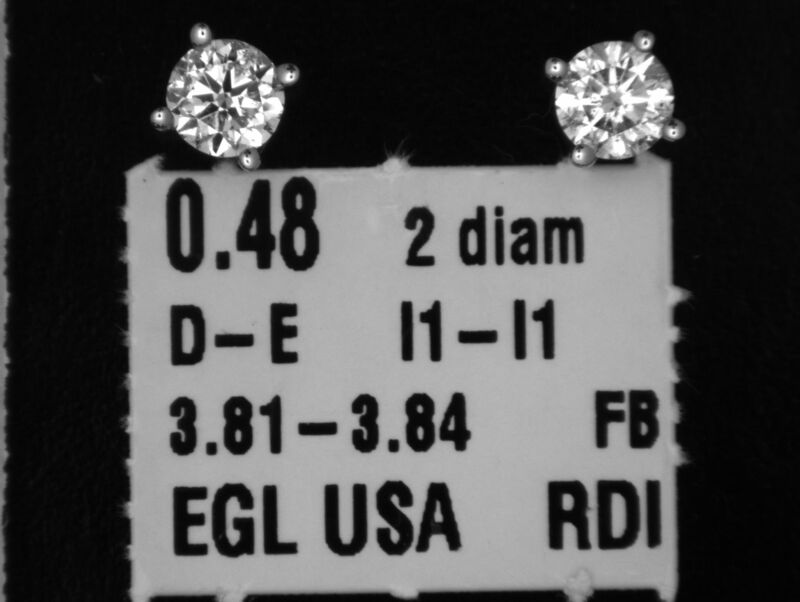 0.48 2 diam
D–E I1–I1
3.81–3.84 FB
EGL USA RDI